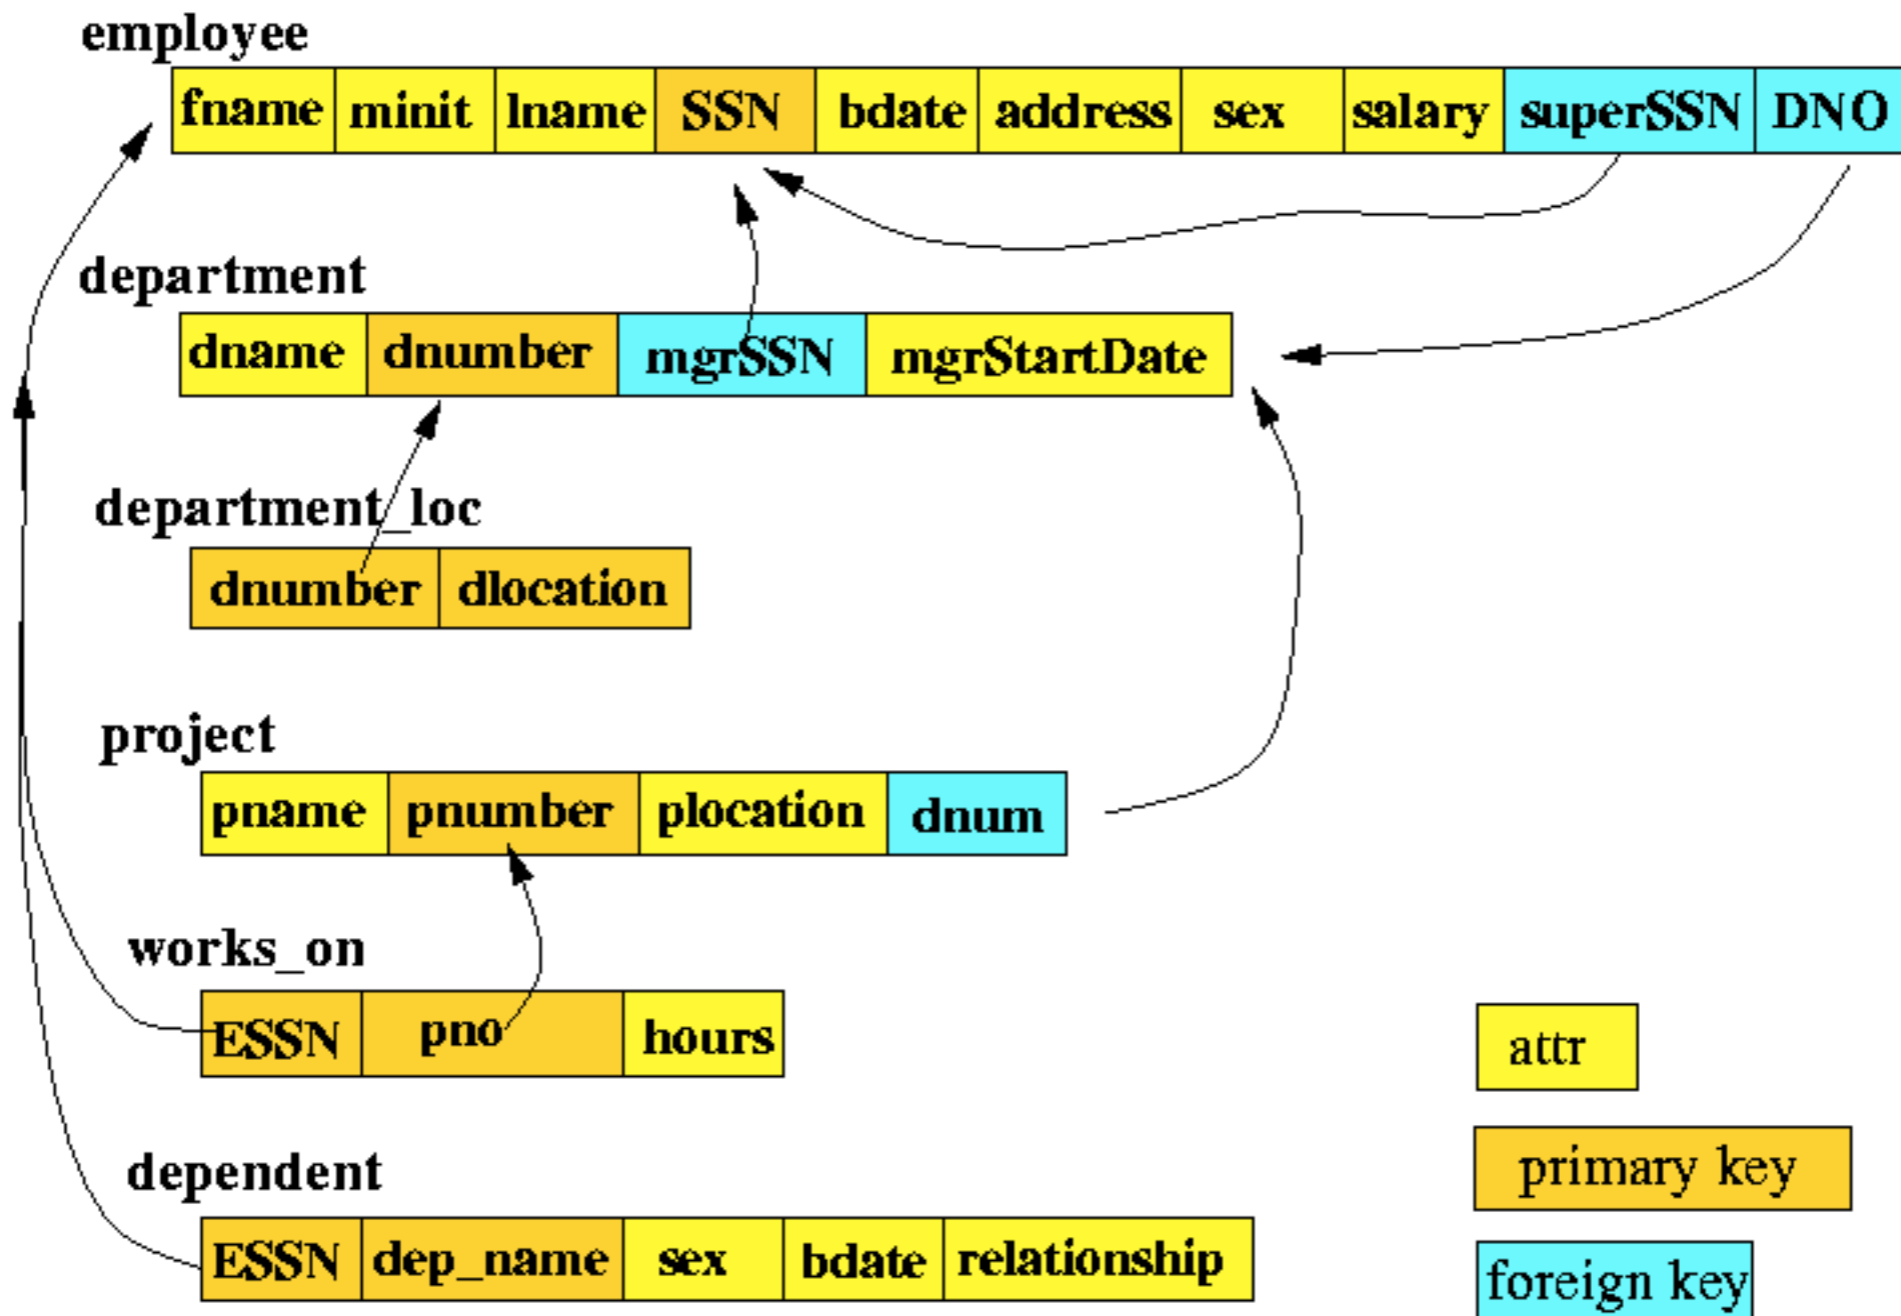 employee
fname minit lname SSN bdate address sex salary superSSN DNO
department
dname dnumber mgrSSN mgrStartDate
department_loc
dnumber dlocation
project
pname pnumber plocation dnum
works_on
ESSN pno hours
attr
primary key
dependent
ESSN dep_name sex bdate relationship
foreign key